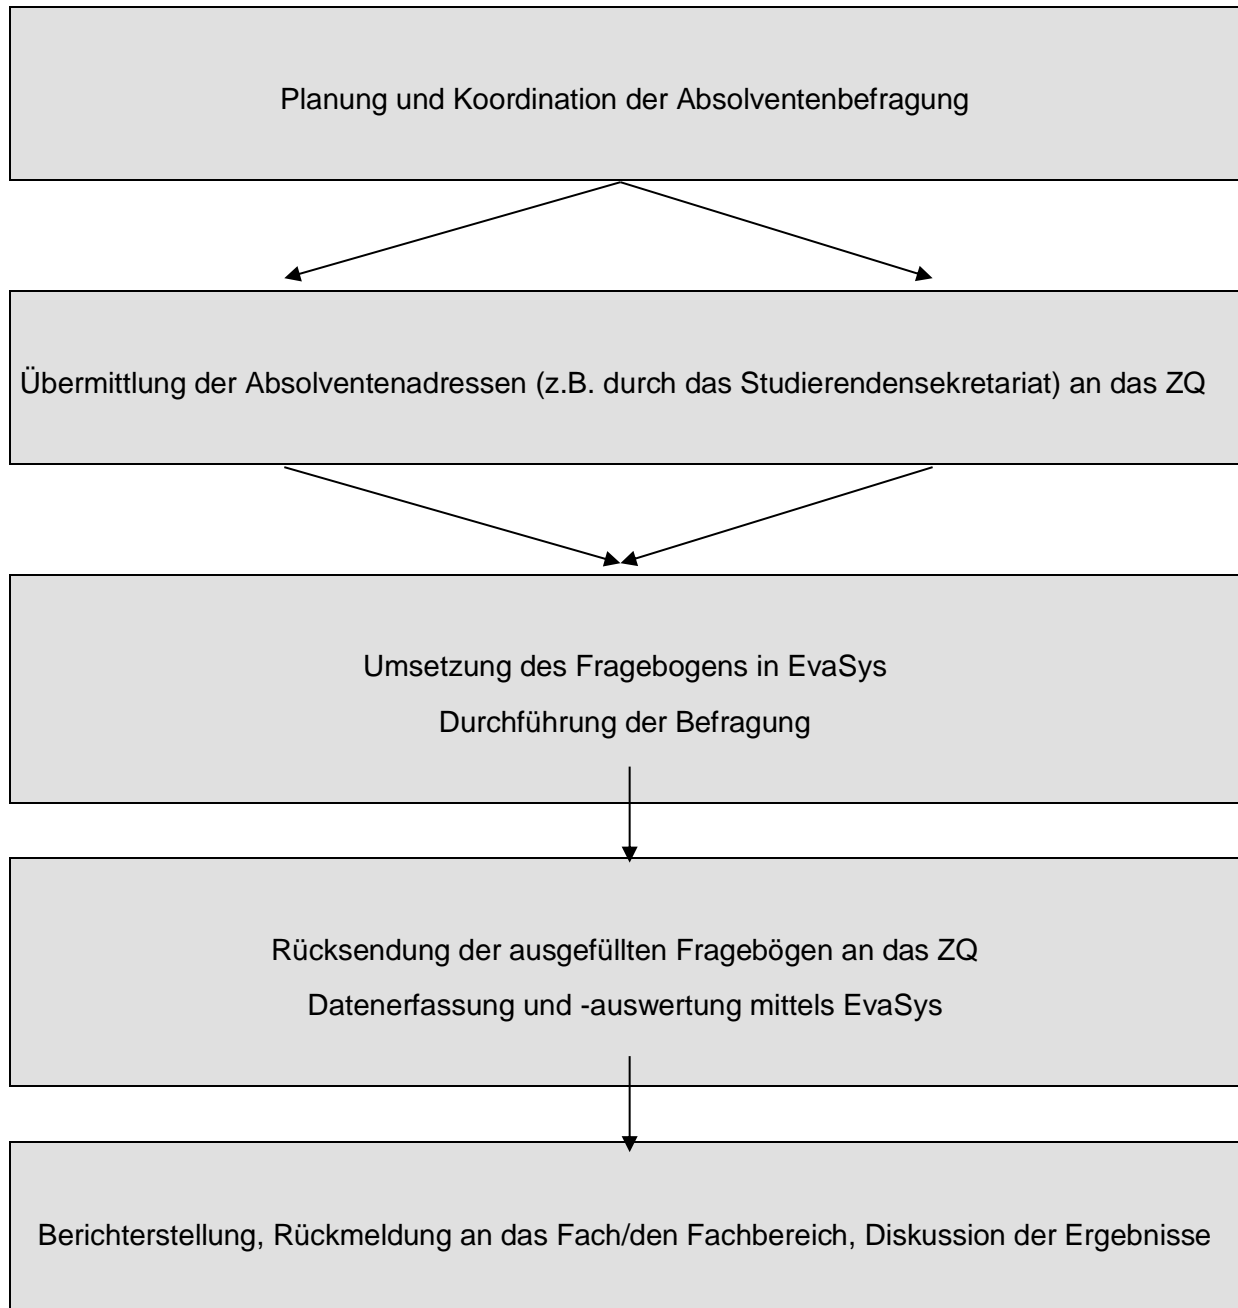 Planung und Koordination der Absolventenbefragung
Übermittlung der Absolventenadressen (z.B. durch das Studierendensekretariat) an das ZQ
Umsetzung des Fragebogens in EvaSys
Durchführung der Befragung
Rücksendung der ausgefüllten Fragebögen an das ZQ
Datenerfassung und -auswertung mittels EvaSys
Berichterstellung, Rückmeldung an das Fach/den Fachbereich, Diskussion der Ergebnisse